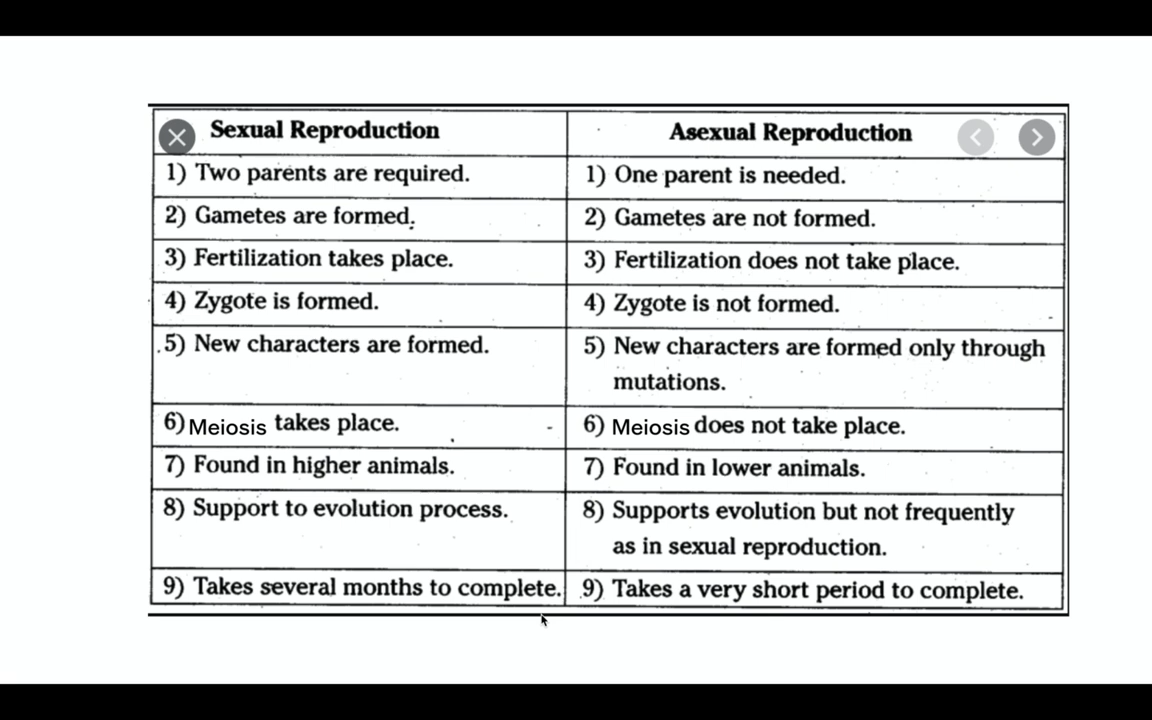 Sexual Reproduction
Asexual Reproduction
1) Two parents are required.
1) One parent is needed.
2) Gametes are formed.
2) Gametes are not formed.
3) Fertilization takes place.
3) Fertilization does not take place.
4) Zygote is formed.
4) Zygote is not formed.
5) New characters are formed.
5) New characters are formed only through
mutations.
6) Meiosis takes place.
6) Meiosis does not take place.
7) Found in higher animals.
7) Found in lower animals.
8) Support to evolution process.
8) Supports evolution but not frequently
as in sexual reproduction.
9) Takes several months to complete.
9) Takes a very short period to complete.